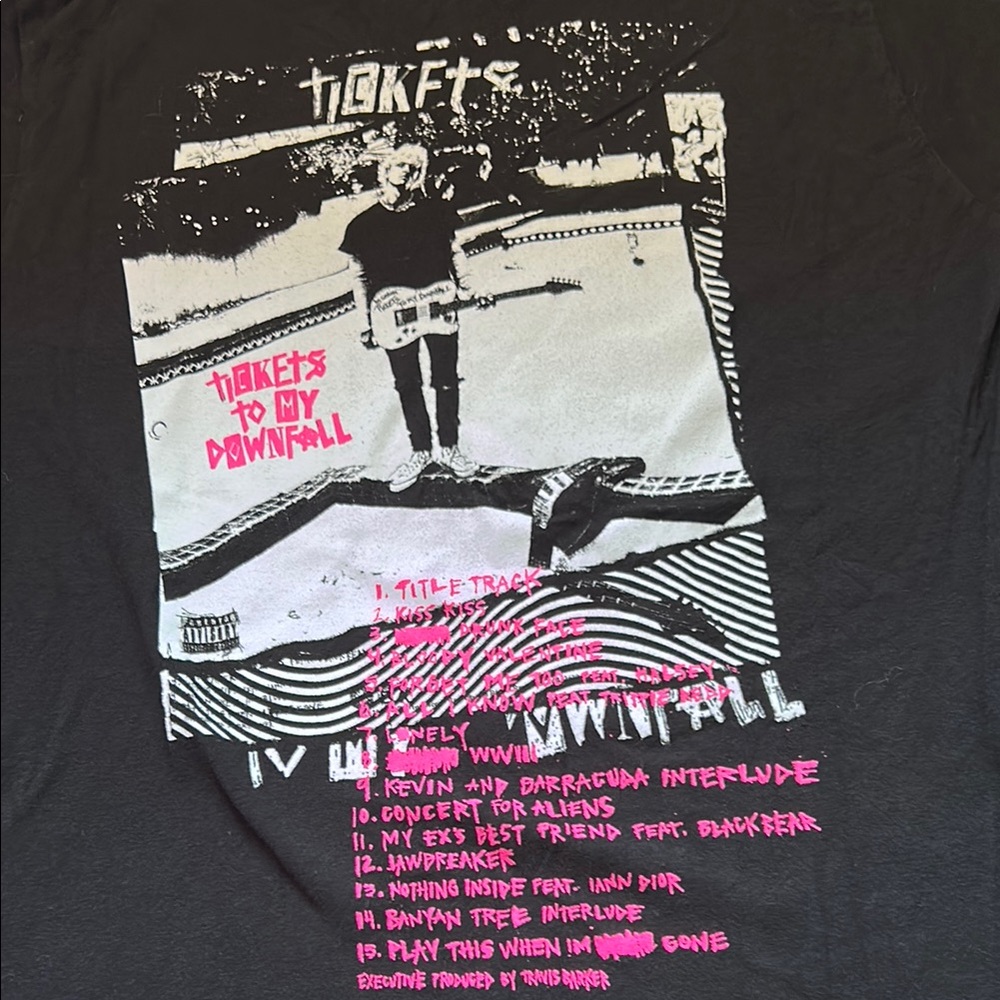 TICKETS
TICKETS
TO MY
DOWNFALL
1. TITLE TRACK
2. KISS KISS
3. DRUNK FACE
4. BLOODY VALENTINE
5. FORGET ME TOO FEAT. HALSEY
6. ALL I KNOW FEAT. TRIPPIE REDD
7. LONELY
8. WWIII
9. KEVIN AND BARRACUDA INTERLUDE
10. CONCERT FOR ALIENS
11. MY EX'S BEST FRIEND FEAT. BLACKBEAR
12. JAWBREAKER
13. NOTHING INSIDE FEAT. IANN DIOR
14. BANYAN TREE INTERLUDE
15. PLAY THIS WHEN IM GONE
EXECUTIVE PRODUCED BY TRAVIS BARKER